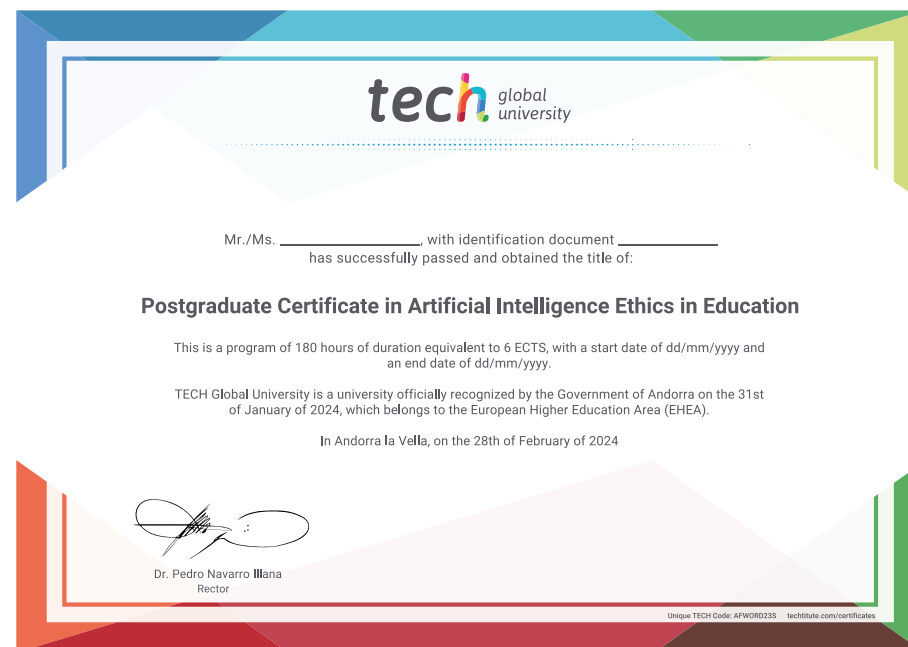 tech global university
Mr./Ms. ____________________, with identification document ______________
has successfully passed and obtained the title of:
Postgraduate Certificate in Artificial Intelligence Ethics in Education
This is a program of 180 hours of duration equivalent to 6 ECTS, with a start date of dd/mm/yyyy and
an end date of dd/mm/yyyy.
TECH Global University is a university officially recognized by the Government of Andorra on the 31st
of January of 2024, which belongs to the European Higher Education Area (EHEA).
In Andorra la Vella, on the 28th of February of 2024
Dr. Pedro Navarro Illana
Rector
Unique TECH Code: AFWORD23S techtitute.com/certificates